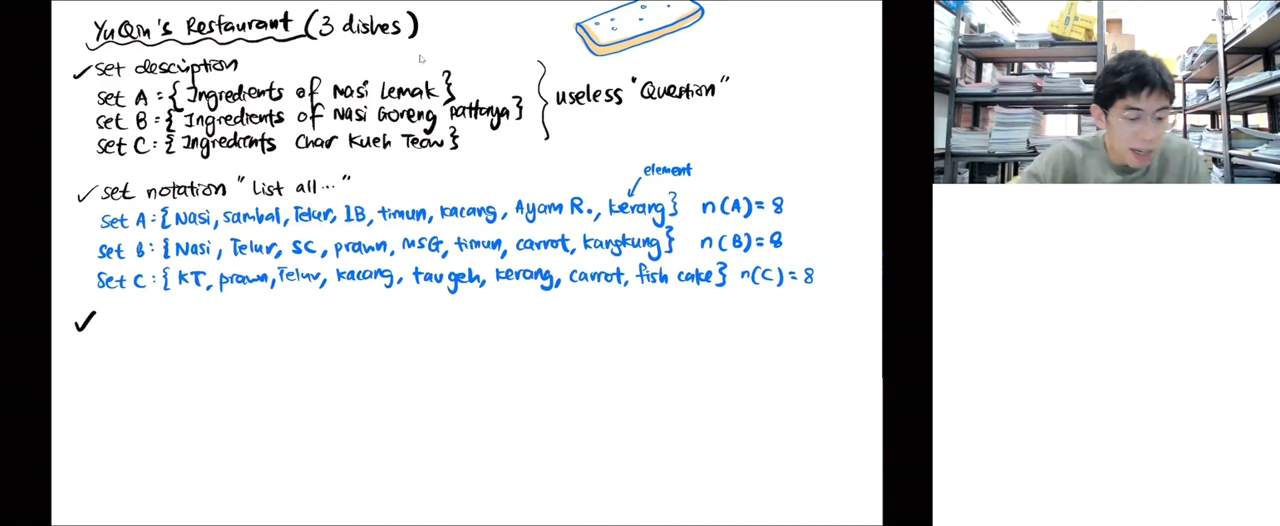 YuQin's Restaurant (3 dishes)
✓ set description
set A = { Ingredients of Nasi Lemak }
set B = { Ingredients of Nasi Goreng pattaya }
set C : { Ingredients Char Kueh Teow }
useless "Question"
✓ set notation "List all..."
element
set A : { Nasi, sambal, Telur, IB, timun, kacang, Ayam R., kerang } n(A) = 8
set B : { Nasi, Telur, SC, prawn, MSG, timun, carrot, kangkung } n(B) = 8
set C : { KT, prawn, Telur, kacang, tau geh, kerang, carrot, fish cake } n(C) = 8
✓